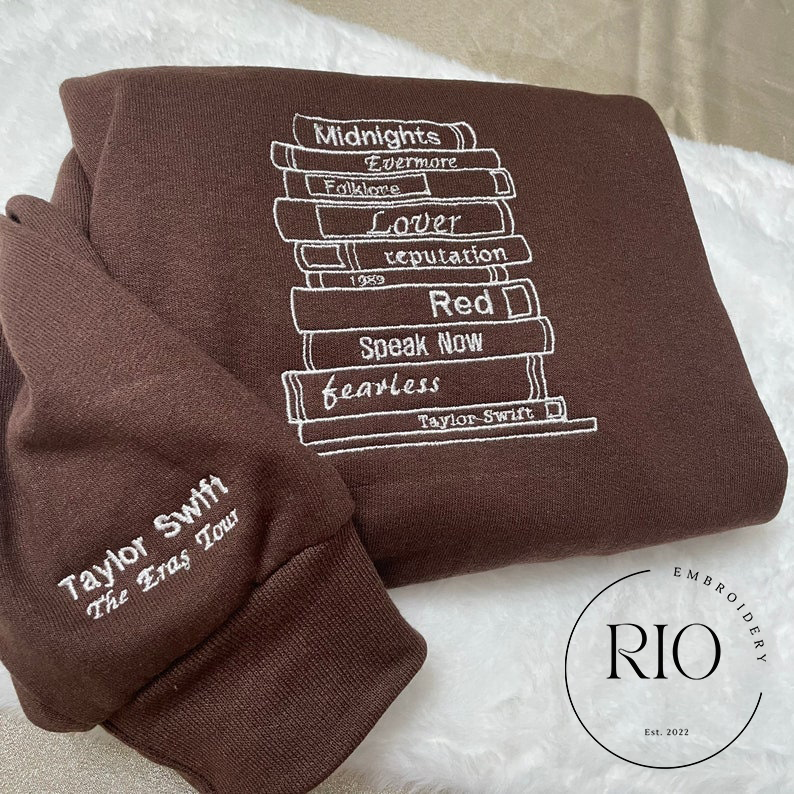 Midnights
Evermore
Folklore
Lover
reputation
1989
Red
Speak Now
fearless
Taylor Swift
Taylor Swift
The Eras Tour
EMBROIDERY
RIO
Est. 2022